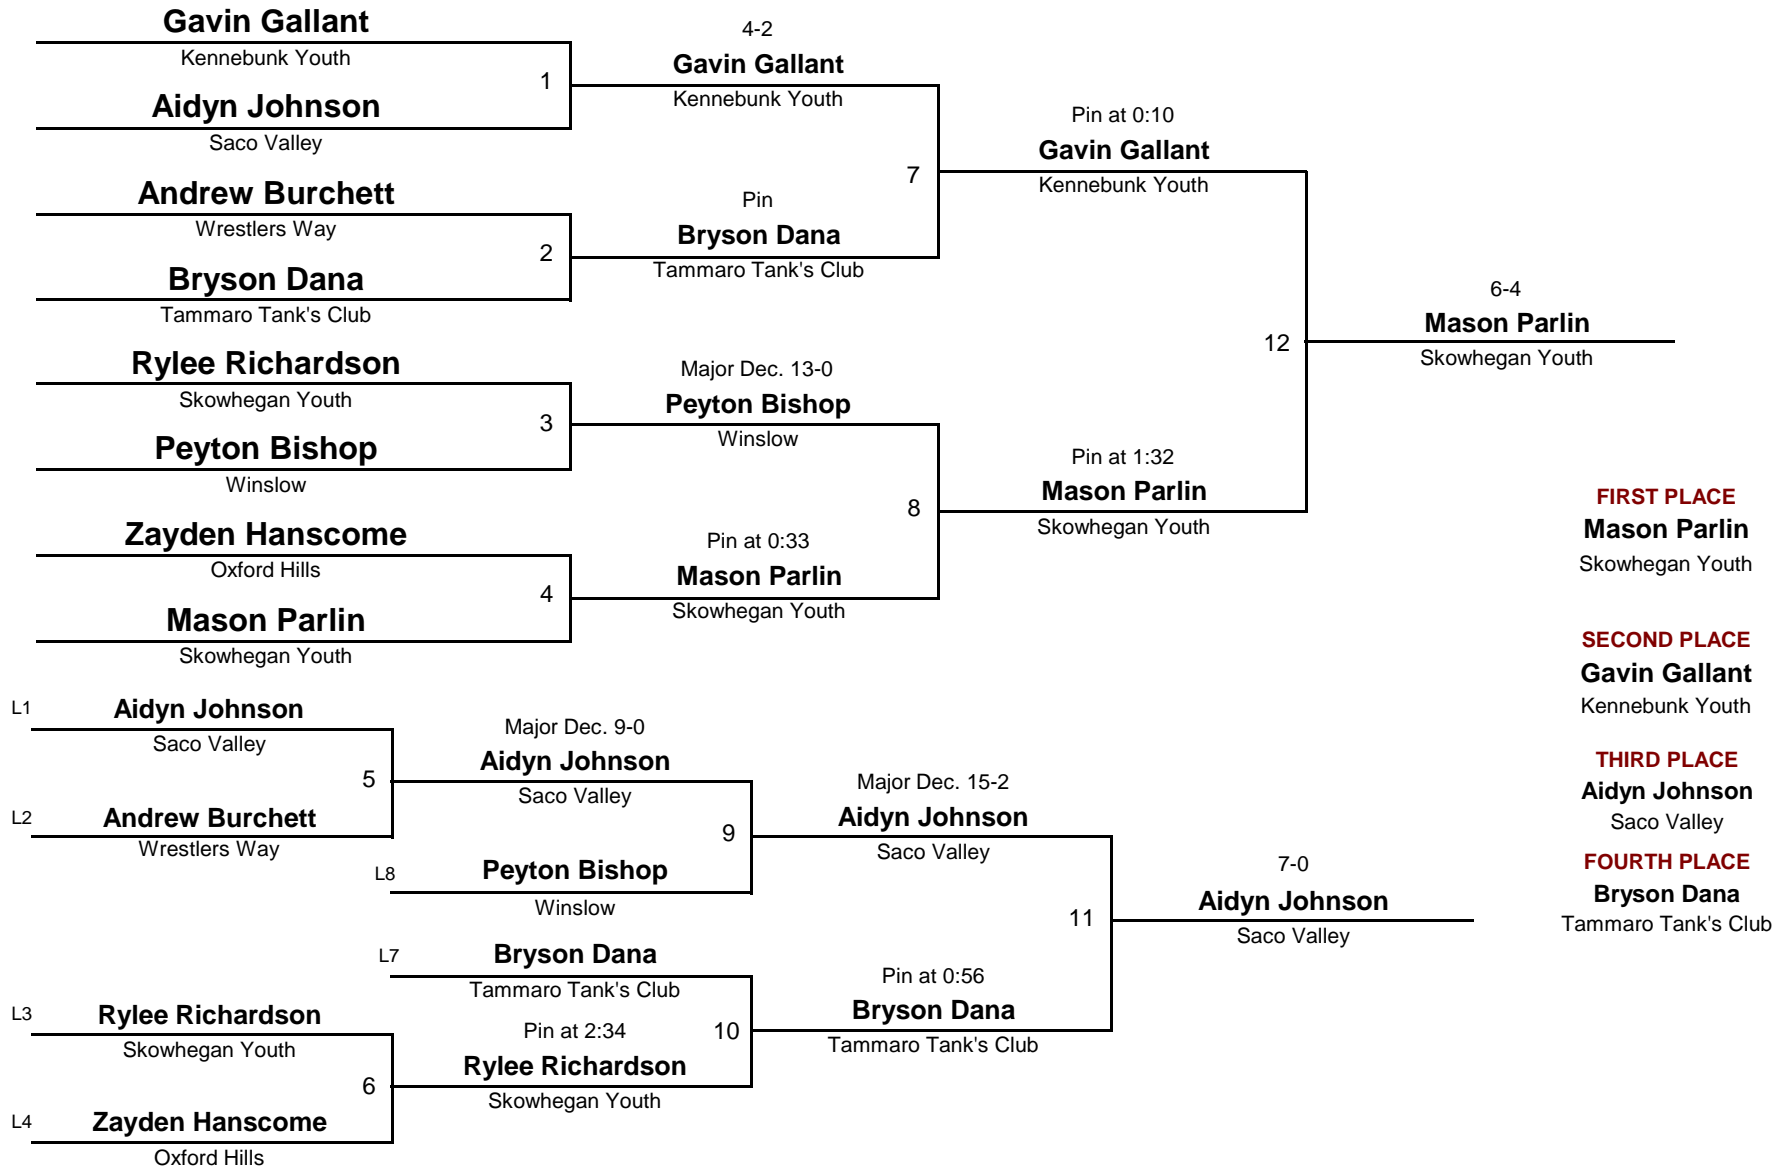 Gavin Gallant
Kennebunk Youth
1
Aidyn Johnson
Saco Valley
Andrew Burchett
Wrestlers Way
2
Bryson Dana
Tammaro Tank's Club
Rylee Richardson
Skowhegan Youth
3
Peyton Bishop
Winslow
Zayden Hanscome
Oxford Hills
4
Mason Parlin
Skowhegan Youth
4-2
Gavin Gallant
Kennebunk Youth
7
Pin
Bryson Dana
Tammaro Tank's Club
Major Dec. 13-0
Peyton Bishop
Winslow
8
Pin at 0:33
Mason Parlin
Skowhegan Youth
Pin at 0:10
Gavin Gallant
Kennebunk Youth
12
Pin at 1:32
Mason Parlin
Skowhegan Youth
6-4
Mason Parlin
Skowhegan Youth
FIRST PLACE
Mason Parlin
Skowhegan Youth
SECOND PLACE
Gavin Gallant
Kennebunk Youth
THIRD PLACE
Aidyn Johnson
Saco Valley
FOURTH PLACE
Bryson Dana
Tammaro Tank's Club
L1
Aidyn Johnson
Saco Valley
5
L2
Andrew Burchett
Wrestlers Way
Major Dec. 9-0
Aidyn Johnson
Saco Valley
9
L8
Peyton Bishop
Winslow
L7
Bryson Dana
Tammaro Tank's Club
10
L3
Rylee Richardson
Skowhegan Youth
6
L4
Zayden Hanscome
Oxford Hills
Pin at 2:34
Rylee Richardson
Skowhegan Youth
Major Dec. 15-2
Aidyn Johnson
Saco Valley
11
Pin at 0:56
Bryson Dana
Tammaro Tank's Club
7-0
Aidyn Johnson
Saco Valley